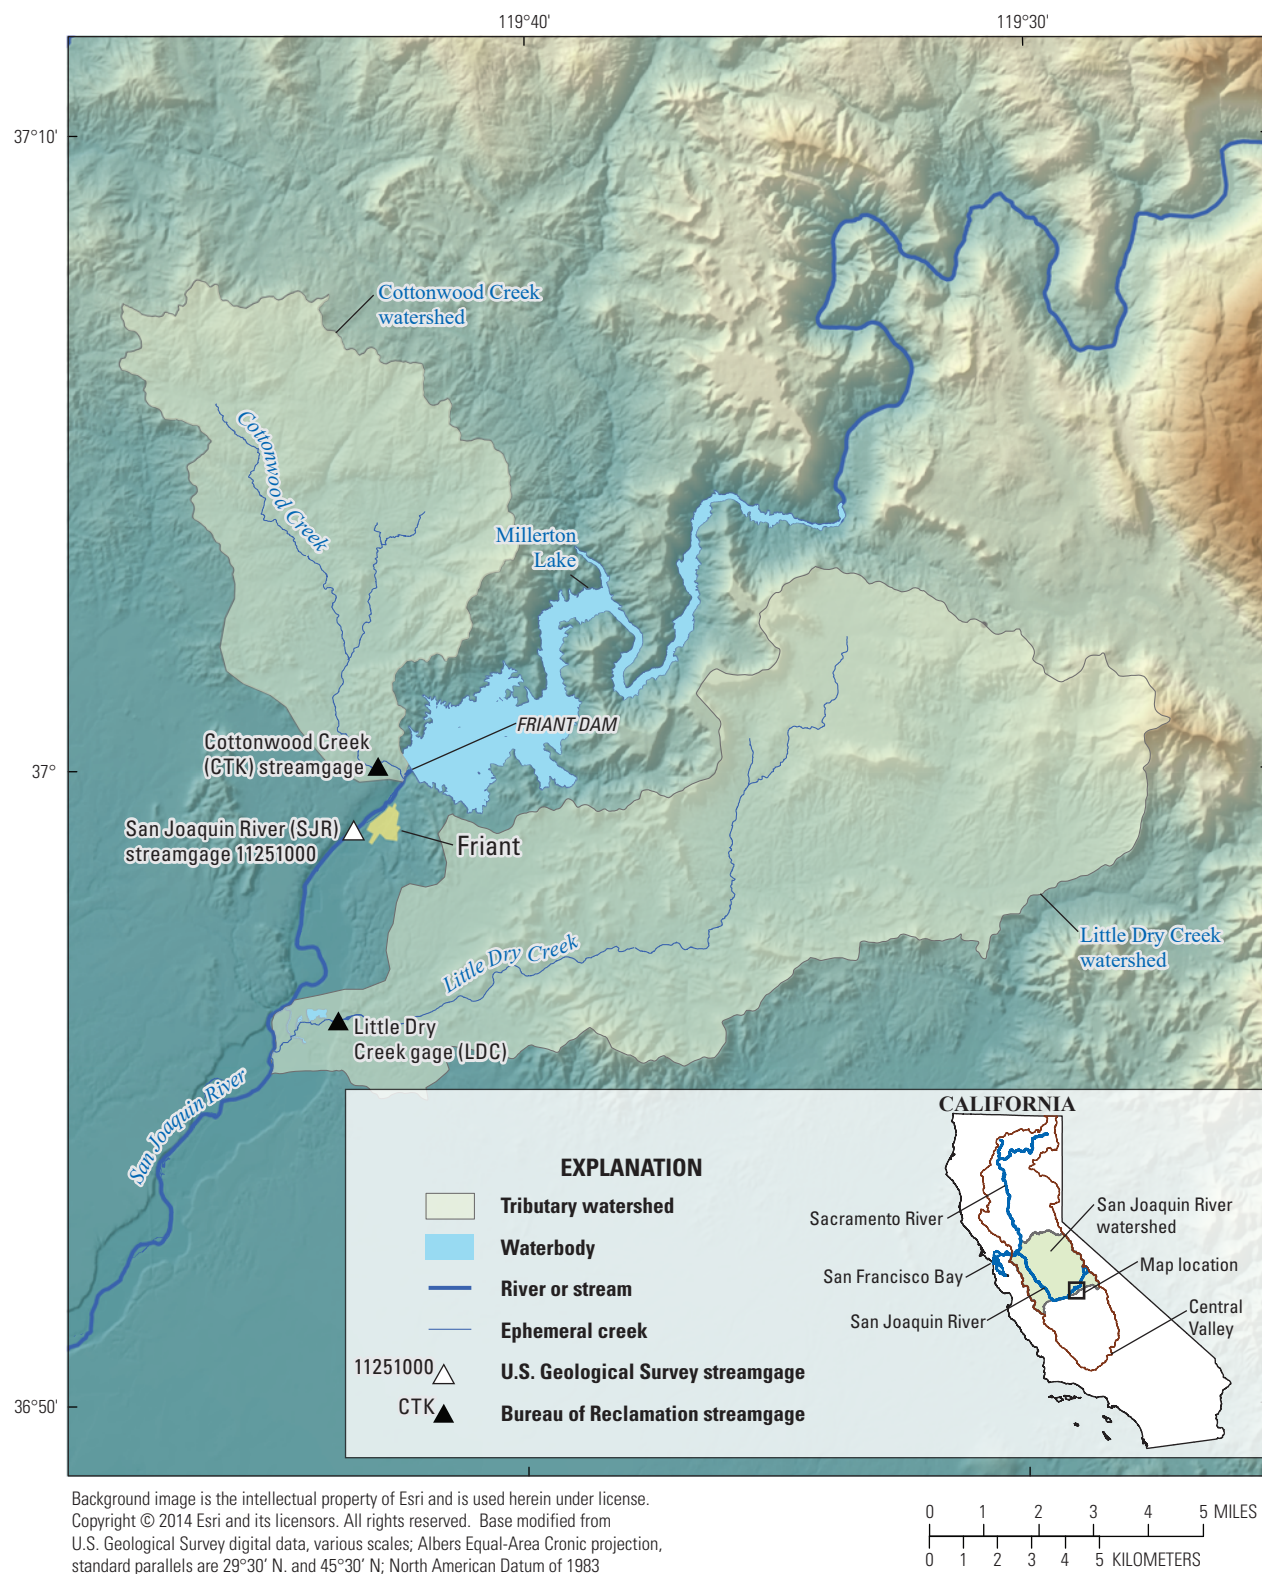 119°40'
119°30'
37°10'
Cottonwood Creek
watershed
Cottonwood Creek
Millerton
Lake
FRIANT DAM
Cottonwood Creek
(CTK) streamgage
37°
San Joaquin River (SJR)
streamgage 11251000
Friant
Little Dry Creek
watershed
Little Dry Creek
Little Dry
Creek gage (LDC)
San Joaquin River
36°50'
EXPLANATION
Tributary watershed
Waterbody
River or stream
Ephemeral creek
11251000 U.S. Geological Survey streamgage
CTK Bureau of Reclamation streamgage
CALIFORNIA
Sacramento River
San Joaquin River
watershed
San Francisco Bay
Map location
San Joaquin River
Central
Valley
Background image is the intellectual property of Esri and is used herein under license.
Copyright © 2014 Esri and its licensors. All rights reserved. Base modified from
U.S. Geological Survey digital data, various scales; Albers Equal-Area Cronic projection,
standard parallels are 29°30' N. and 45°30' N; North American Datum of 1983
0 1 2 3 4 5 MILES
0 1 2 3 4 5 KILOMETERS